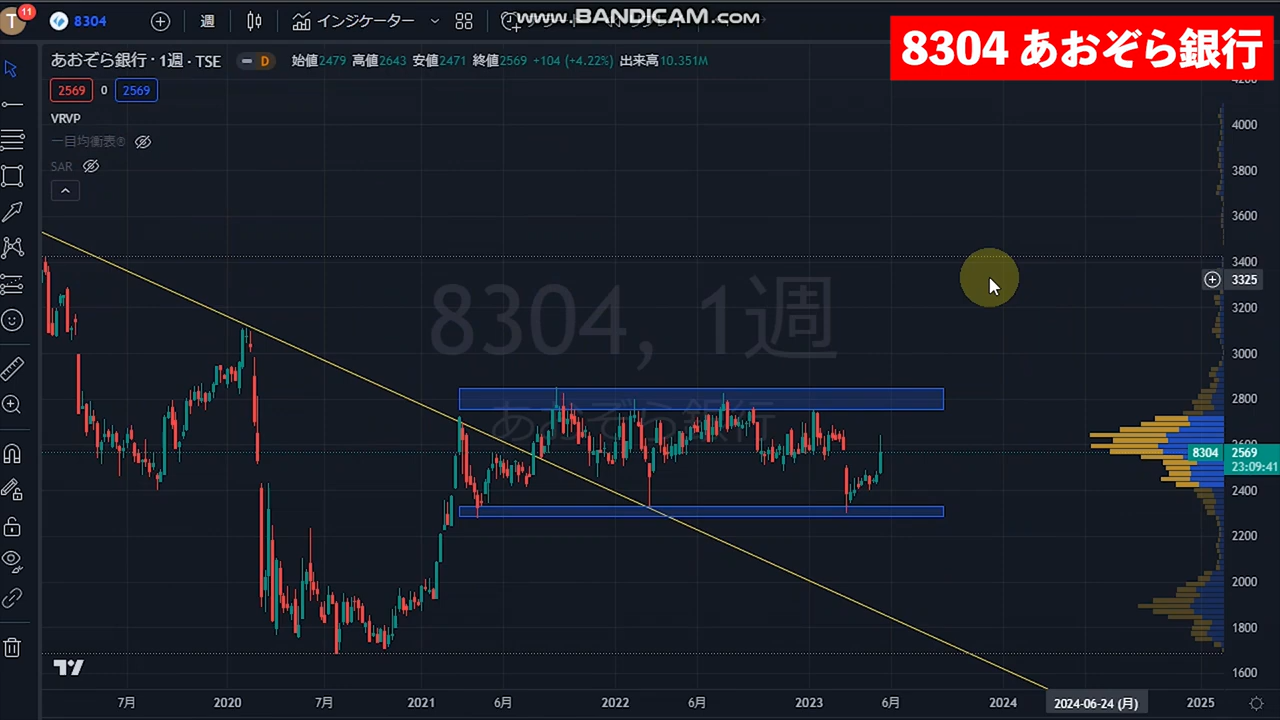 www.BANDICAM.com
T 11 8304 週 インジケーター
8304 あおぞら銀行
あおぞら銀行・1週・TSE D 始値2479 高値2643 安値2471 終値2569 +104 (+4.22%) 出来高10.351M
2569 0 2569
VRVP
一目均衡表
SAR
8304, 1週
あおぞら銀行
4200
4000
3800
3600
3400
3325
3200
3000
2800
2600
8304 2569
23:09:41
2400
2200
2000
1800
1600
7月 2020 7月 2021 6月 2022 6月 2023 6月 2024 2024-06-24 (月) 2025